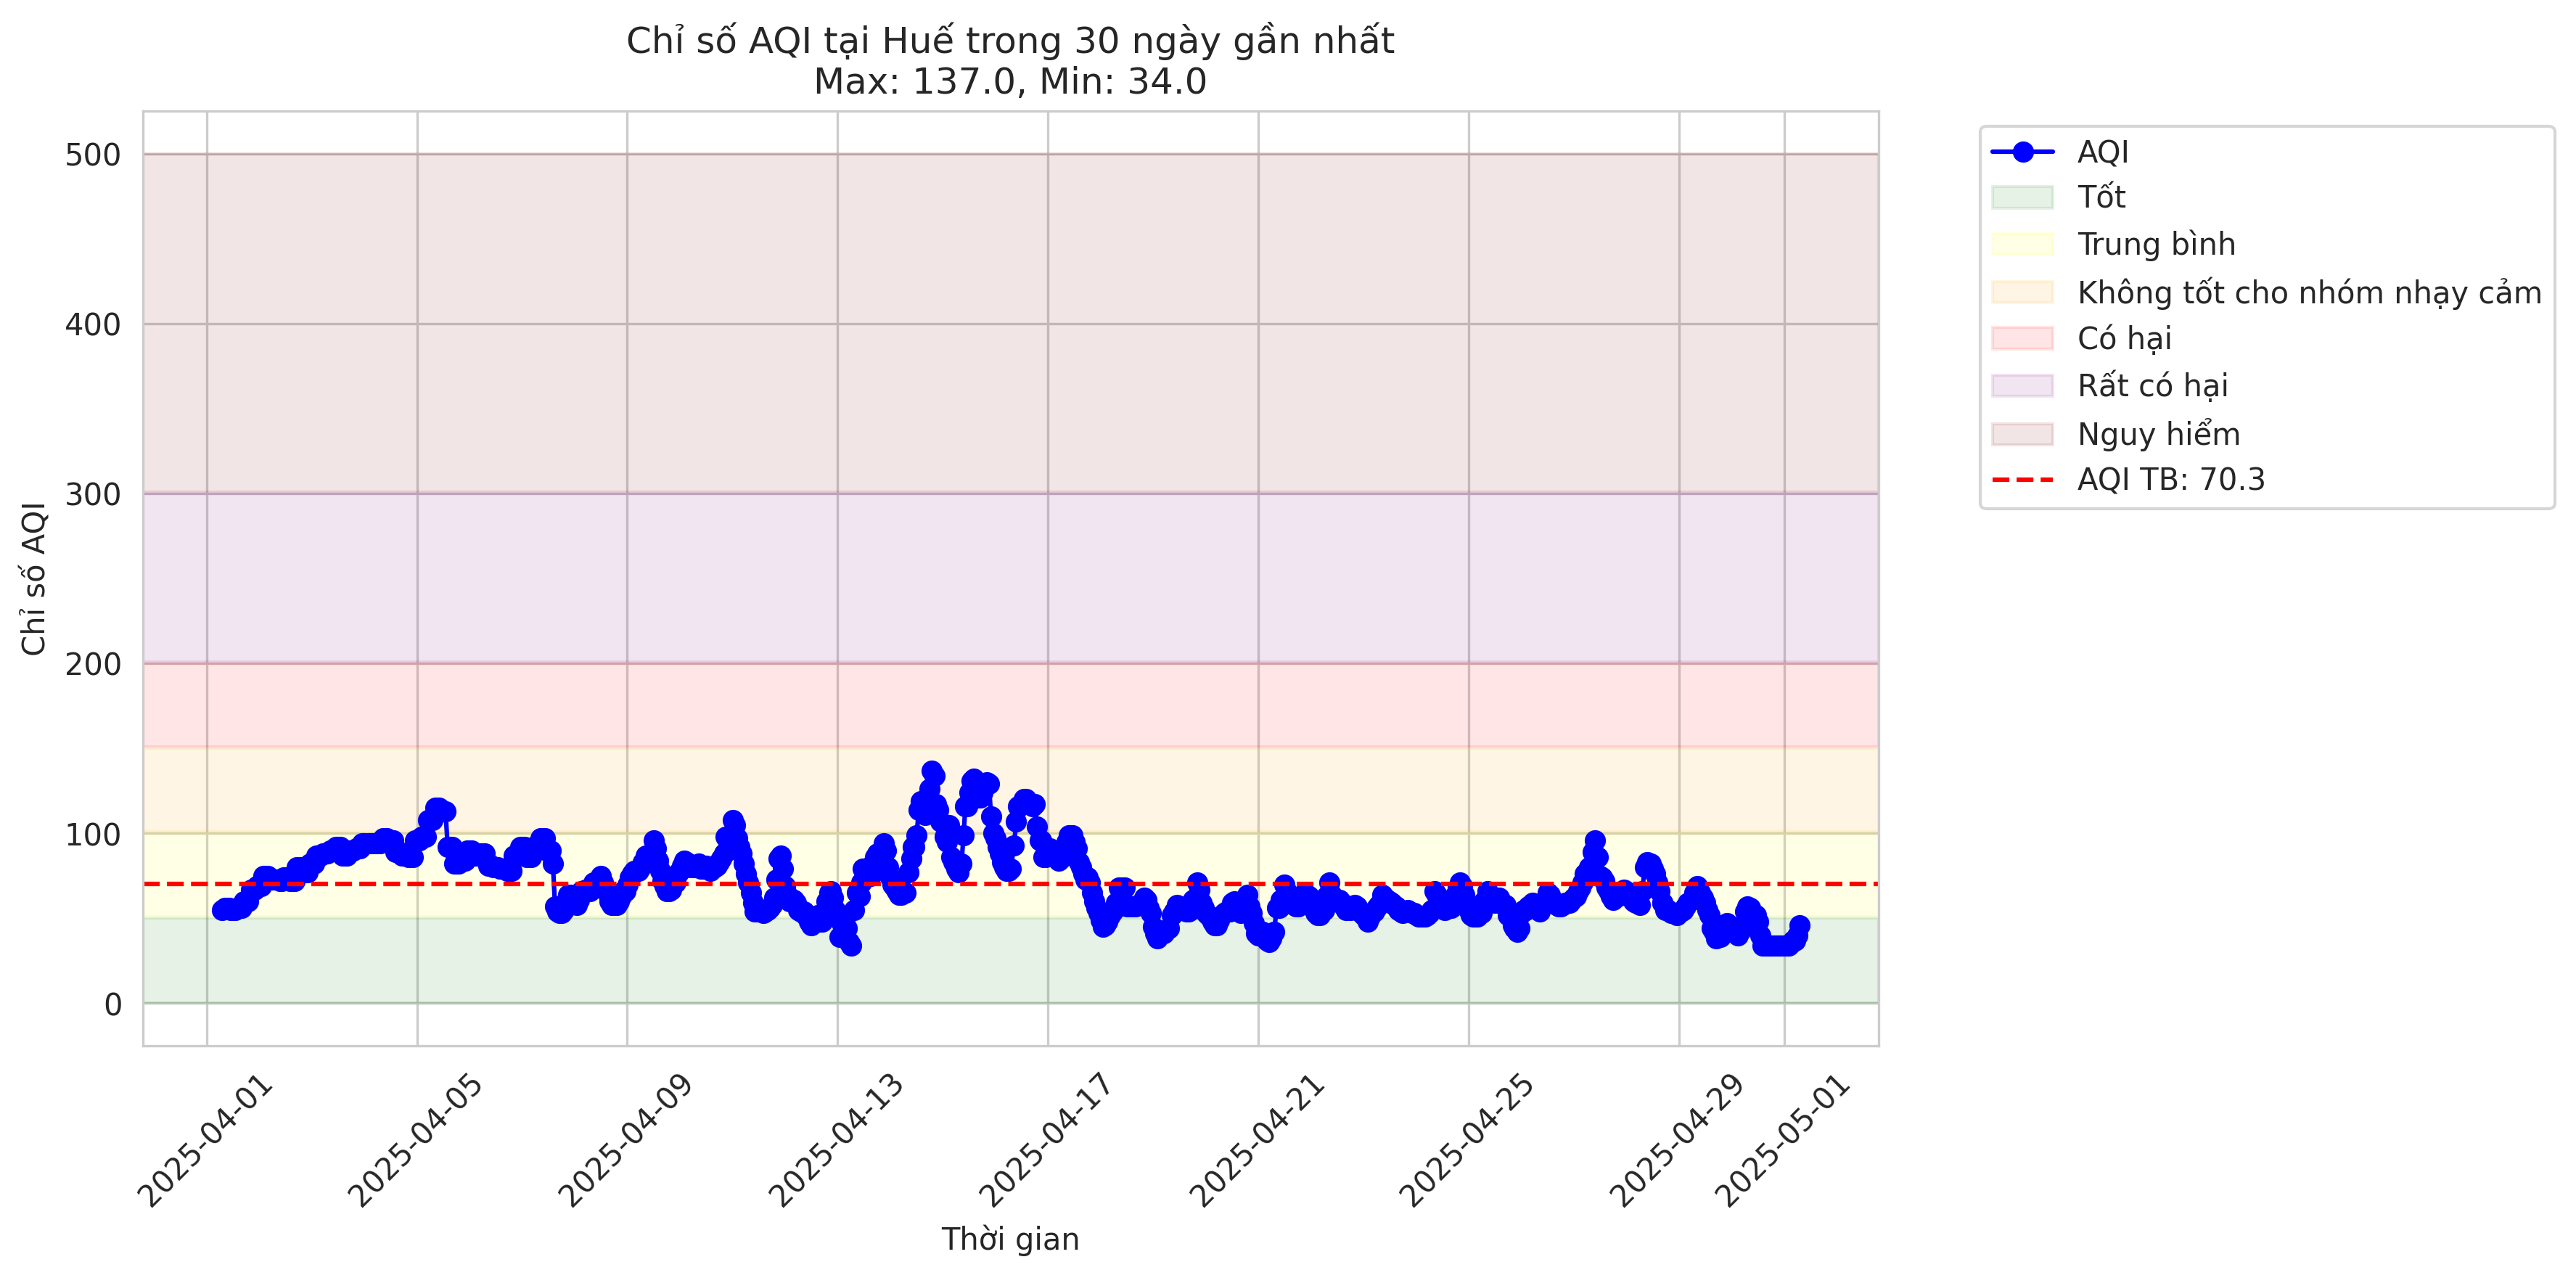 Chỉ số AQI tại Huế trong 30 ngày gần nhất
Max: 137.0, Min: 34.0
Chỉ số AQI
500
400
300
200
100
0
2025-04-01
2025-04-05
2025-04-09
2025-04-13
2025-04-17
2025-04-21
2025-04-25
2025-04-29
2025-05-01
Thời gian
AQI
Tốt
Trung bình
Không tốt cho nhóm nhạy cảm
Có hại
Rất có hại
Nguy hiểm
AQI TB: 70.3